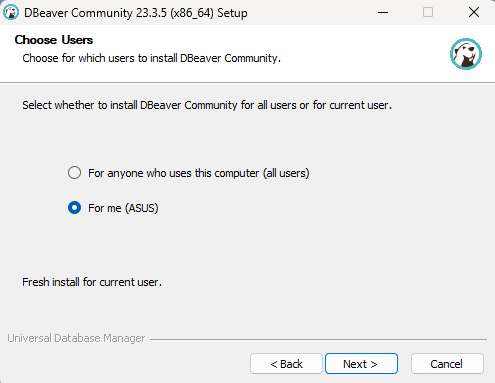 DBeaver Community 23.3.5 (x86_64) Setup
Choose Users
Choose for which users to install DBeaver Community.
Select whether to install DBeaver Community for all users or for current user.
For anyone who uses this computer (all users)
For me (ASUS)
Fresh install for current user.
Universal Database Manager
< Back
Next >
Cancel